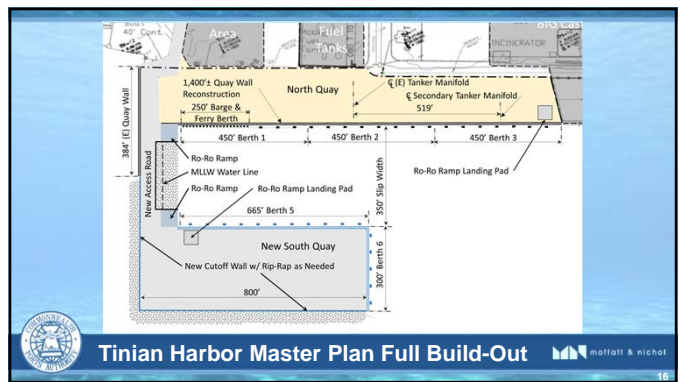 40' Cont.
Area
Fuel
Tanks
INCINERATOR
1,400'± Quay Wall
Reconstruction
North Quay
℄ (E) Tanker Manifold
℄ Secondary Tanker Manifold
250' Barge &
Ferry Berth
519'
384' (E) Quay Wall
450' Berth 1
450' Berth 2
450' Berth 3
New Access Road
Ro-Ro Ramp
MLLW Water Line
Ro-Ro Ramp
Ro-Ro Ramp Landing Pad
350' Slip Width
Ro-Ro Ramp Landing Pad
665' Berth 5
New South Quay
300' Berth 6
New Cutoff Wall w/ Rip-Rap as Needed
800'
COMMONWEALTH
PORTS AUTHORITY
Tinian Harbor Master Plan Full Build-Out
moffatt & nichol
16